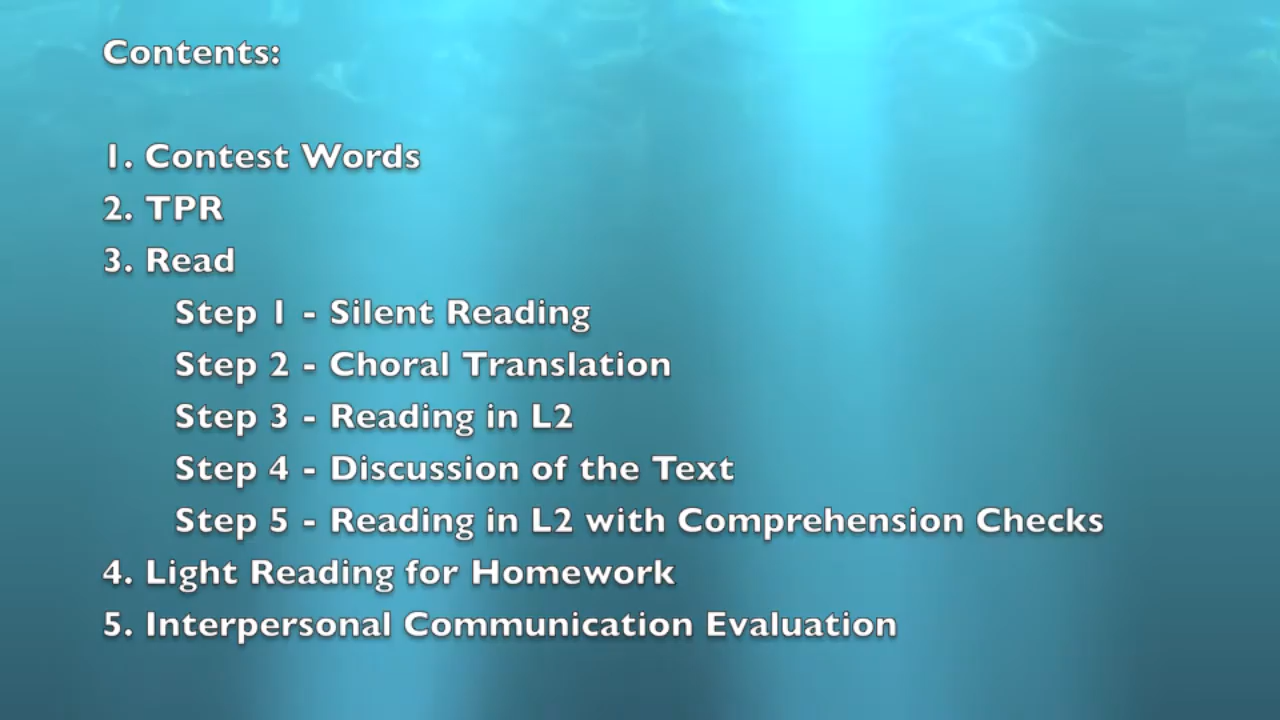 Contents:
1. Contest Words
2. TPR
3. Read
Step 1 - Silent Reading
Step 2 - Choral Translation
Step 3 - Reading in L2
Step 4 - Discussion of the Text
Step 5 - Reading in L2 with Comprehension Checks
4. Light Reading for Homework
5. Interpersonal Communication Evaluation